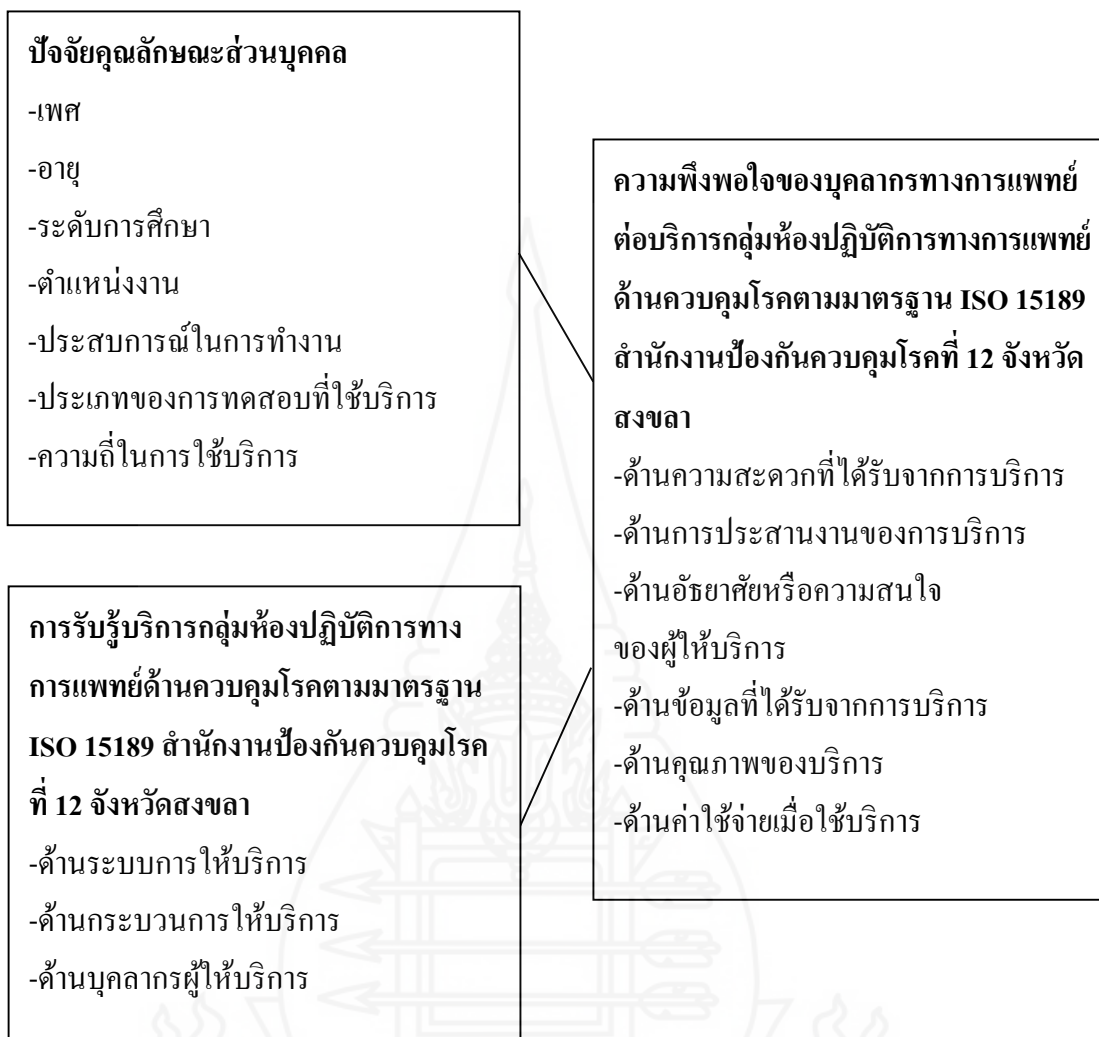 ปัจจัยคุณลักษณะส่วนบุคคล
-เพศ
-อายุ
-ระดับการศึกษา
-ตำแหน่งงาน
-ประสบการณ์ในการทำงาน
-ประเภทของการทดสอบที่ใช้บริการ
-ความถี่ในการใช้บริการ
การรับรู้บริการกลุ่มห้องปฏิบัติการทาง
การแพทย์ด้านควบคุมโรคตามมาตรฐาน
ISO 15189 สำนักงานป้องกันควบคุมโรค
ที่ 12 จังหวัดสงขลา
-ด้านระบบการให้บริการ
-ด้านกระบวนการให้บริการ
-ด้านบุคลากรผู้ให้บริการ
ความพึงพอใจของบุคลากรทางการแพทย์
ต่อบริการกลุ่มห้องปฏิบัติการทางการแพทย์
ด้านควบคุมโรคตามมาตรฐาน ISO 15189
สำนักงานป้องกันควบคุมโรคที่ 12 จังหวัด
สงขลา
-ด้านความสะดวกที่ได้รับจากการบริการ
-ด้านการประสานงานของการบริการ
-ด้านอัธยาศัยหรือความสนใจ
ของผู้ให้บริการ
-ด้านข้อมูลที่ได้รับจากการบริการ
-ด้านคุณภาพของบริการ
-ด้านค่าใช้จ่ายเมื่อใช้บริการ